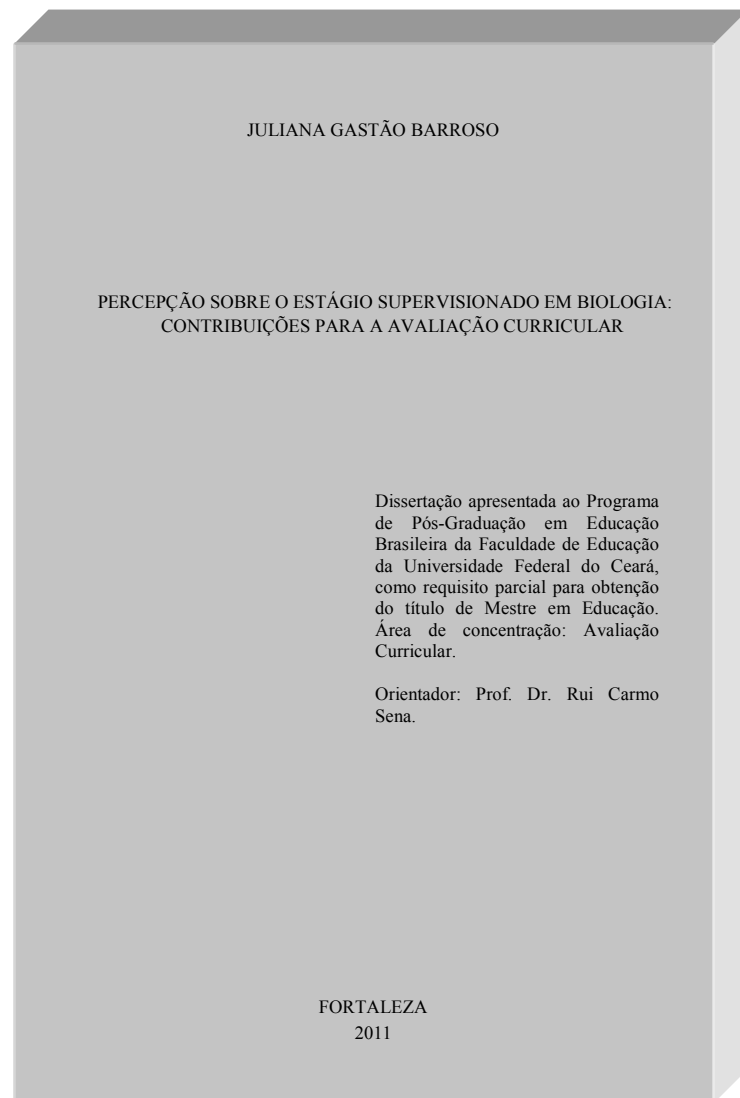 JULIANA GASTÃO BARROSO
PERCEPÇÃO SOBRE O ESTÁGIO SUPERVISIONADO EM BIOLOGIA:
CONTRIBUIÇÕES PARA A AVALIAÇÃO CURRICULAR
Dissertação apresentada ao Programa
de Pós-Graduação em Educação
Brasileira da Faculdade de Educação
da Universidade Federal do Ceará,
como requisito parcial para obtenção
do título de Mestre em Educação.
Área de concentração: Avaliação
Curricular.
Orientador: Prof. Dr. Rui Carmo
Sena.
FORTALEZA
2011